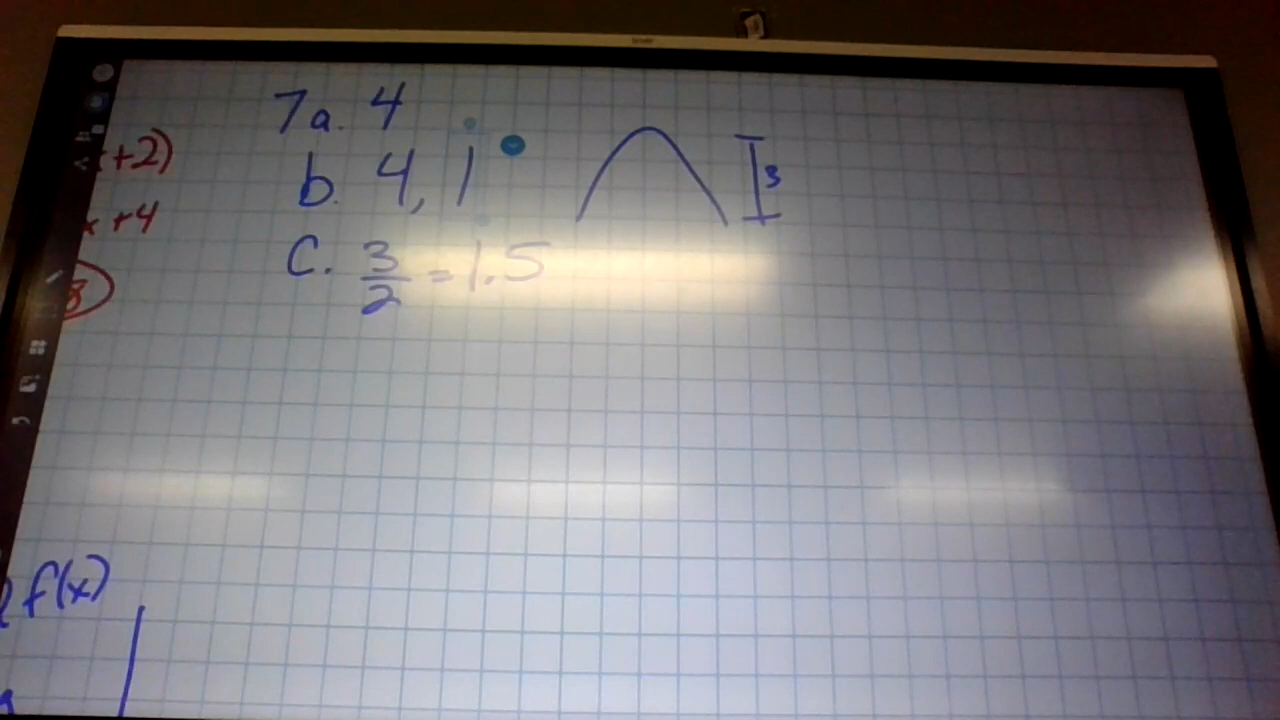 +2)
x +4
7a. 4
b. 4, 1
3
C. 3/2 = 1.5
f(x)